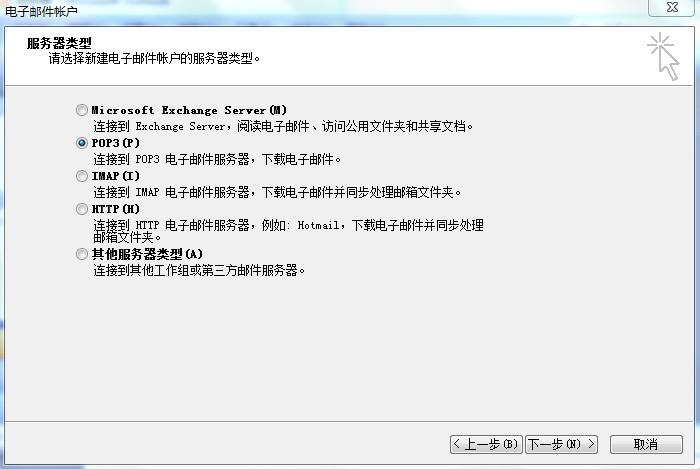 电子邮件帐户
服务器类型
请选择新建电子邮件帐户的服务器类型。
Microsoft Exchange Server(M)
连接到 Exchange Server，阅读电子邮件、访问公用文件夹和共享文档。
POP3(P)
连接到 POP3 电子邮件服务器，下载电子邮件。
IMAP(I)
连接到 IMAP 电子邮件服务器，下载电子邮件并同步处理邮箱文件夹。
HTTP(H)
连接到 HTTP 电子邮件服务器，例如: Hotmail，下载电子邮件并同步处理
邮箱文件夹。
其他服务器类型(A)
连接到其他工作组或第三方邮件服务器。
< 上一步(B) 下一步(N) > 取消